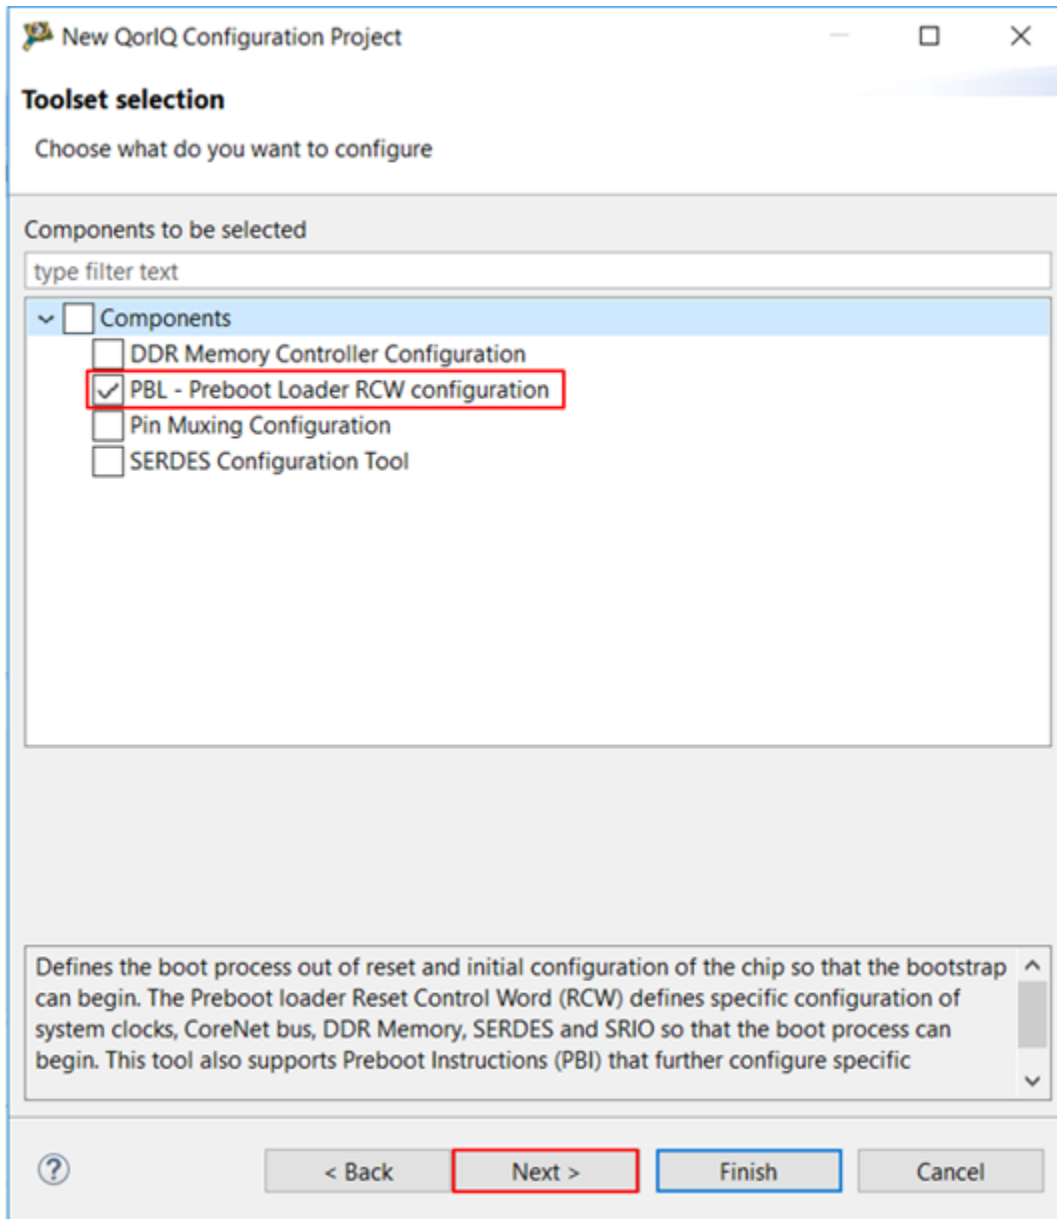 New QorIQ Configuration Project
Toolset selection
Choose what do you want to configure
Components to be selected
type filter text
Components
DDR Memory Controller Configuration
PBL - Preboot Loader RCW configuration
Pin Muxing Configuration
SERDES Configuration Tool
Defines the boot process out of reset and initial configuration of the chip so that the bootstrap
can begin. The Preboot loader Reset Control Word (RCW) defines specific configuration of
system clocks, CoreNet bus, DDR Memory, SERDES and SRIO so that the boot process can
begin. This tool also supports Preboot Instructions (PBI) that further configure specific
?
< Back
Next >
Finish
Cancel